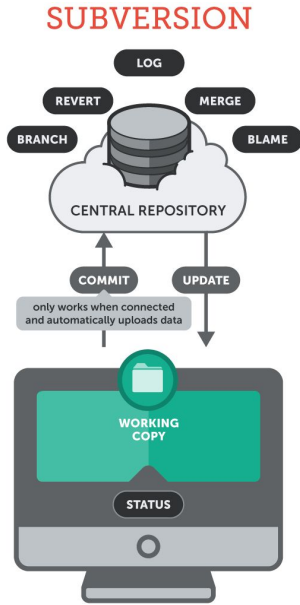 SUBVERSION
LOG
REVERT
MERGE
BRANCH
BLAME
CENTRAL REPOSITORY
COMMIT
UPDATE
only works when connected
and automatically uploads data
WORKING
COPY
STATUS